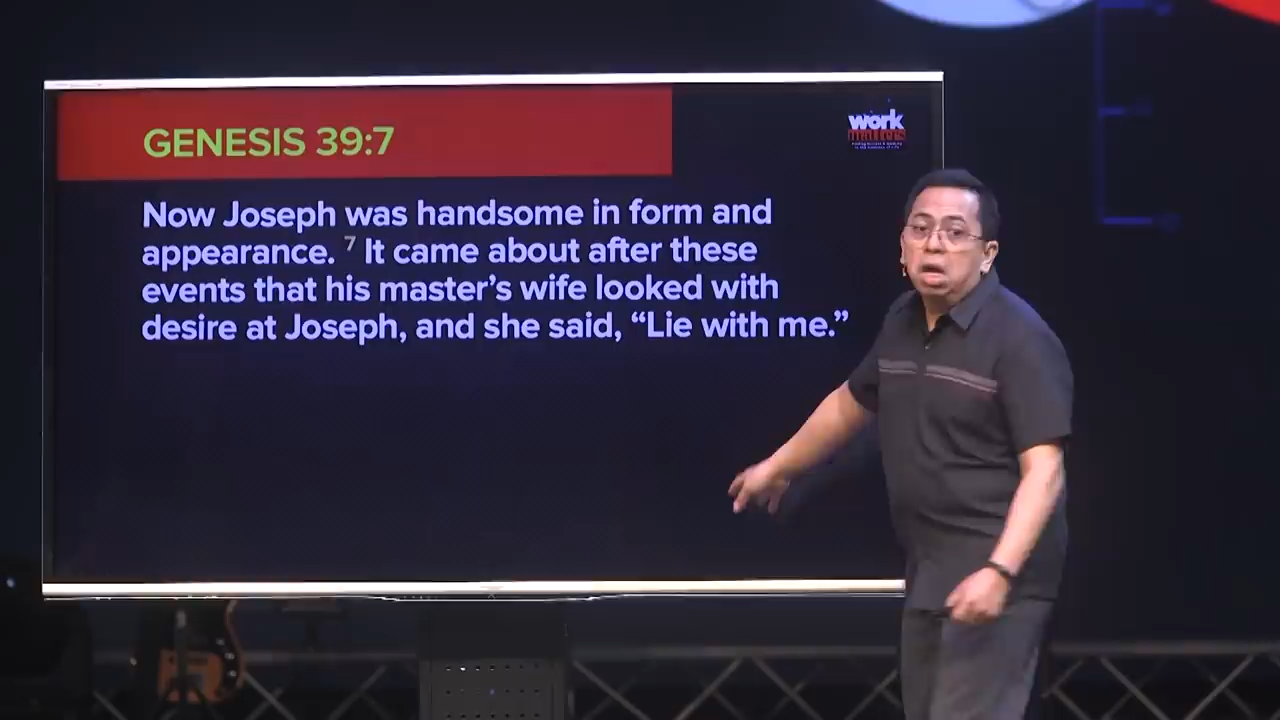 GENESIS 39:7
work
Now Joseph was handsome in form and
appearance. 7 It came about after these
events that his master’s wife looked with
desire at Joseph, and she said, “Lie with me.”